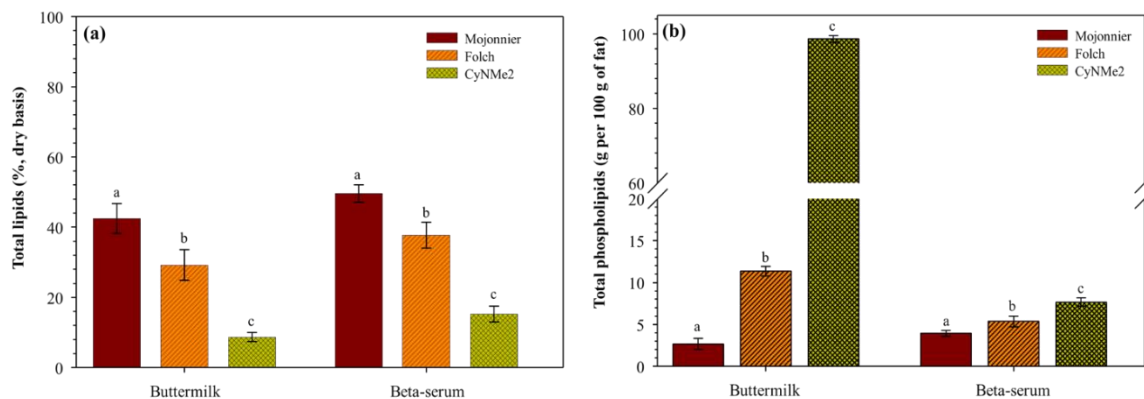 (a)
Total lipids (%, dry basis)
100
80
60
40
20
0
Mojonnier
Folch
CyNMe2
a
b
c
a
b
c
Buttermilk
Beta-serum
(b)
Total phospholipids (g per 100 g of fat)
100
80
60
20
15
10
5
0
Mojonnier
Folch
CyNMe2
a
b
c
a
b
c
Buttermilk
Beta-serum